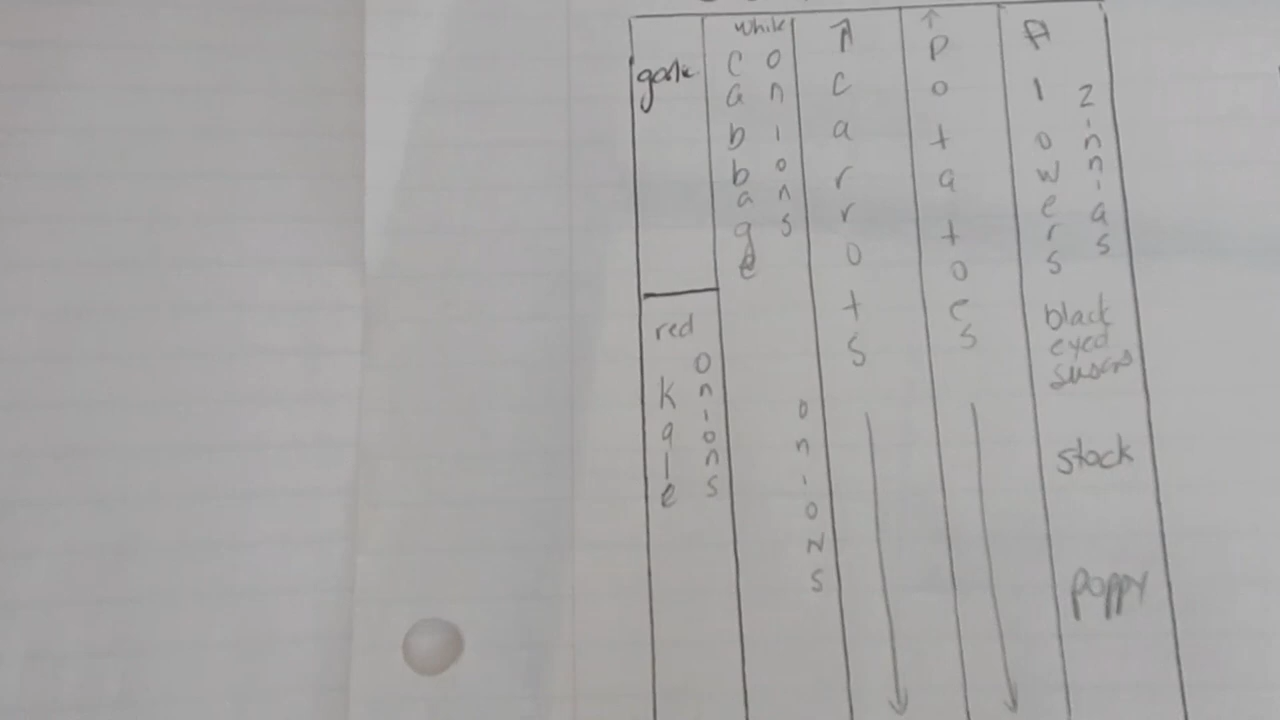 garlic
red
onions
Kale
white
cabbage
onions
onions
carrots
potatoes
flowers
zinnias
black
eyed
susans
stock
poppy